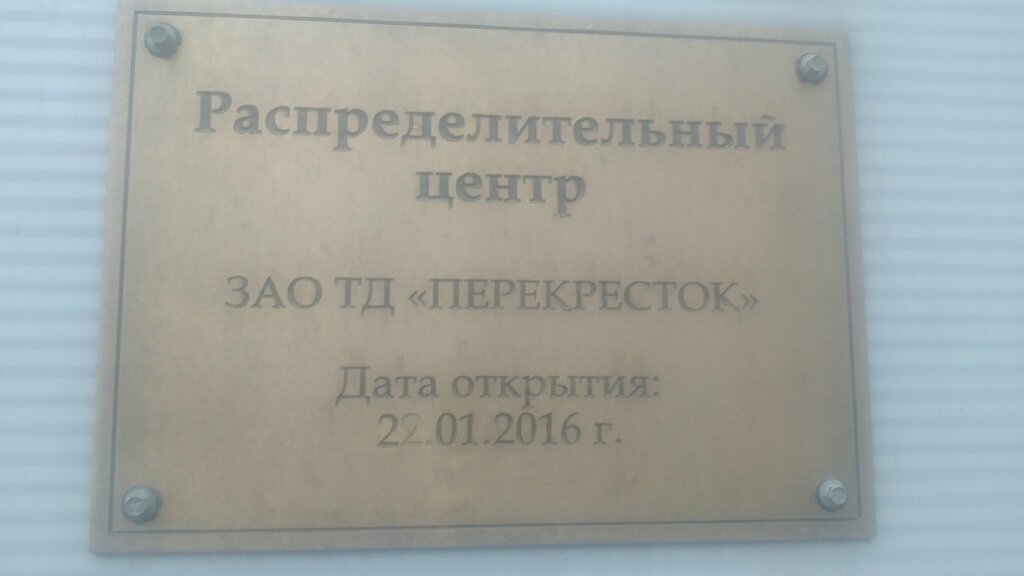 Распределительный
центр
ЗАО ТД «ПЕРЕКРЕСТОК»
Дата открытия:
22.01.2016 г.